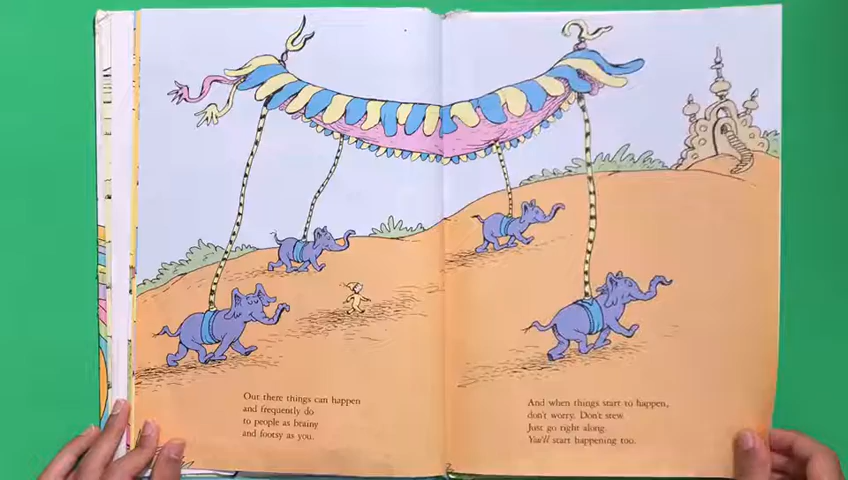 Out there things can happen
and frequently do
to people as brainy
and footsy as you.
And when things start to happen,
don't worry. Don't stew.
Just go right along.
You'll start happening too.